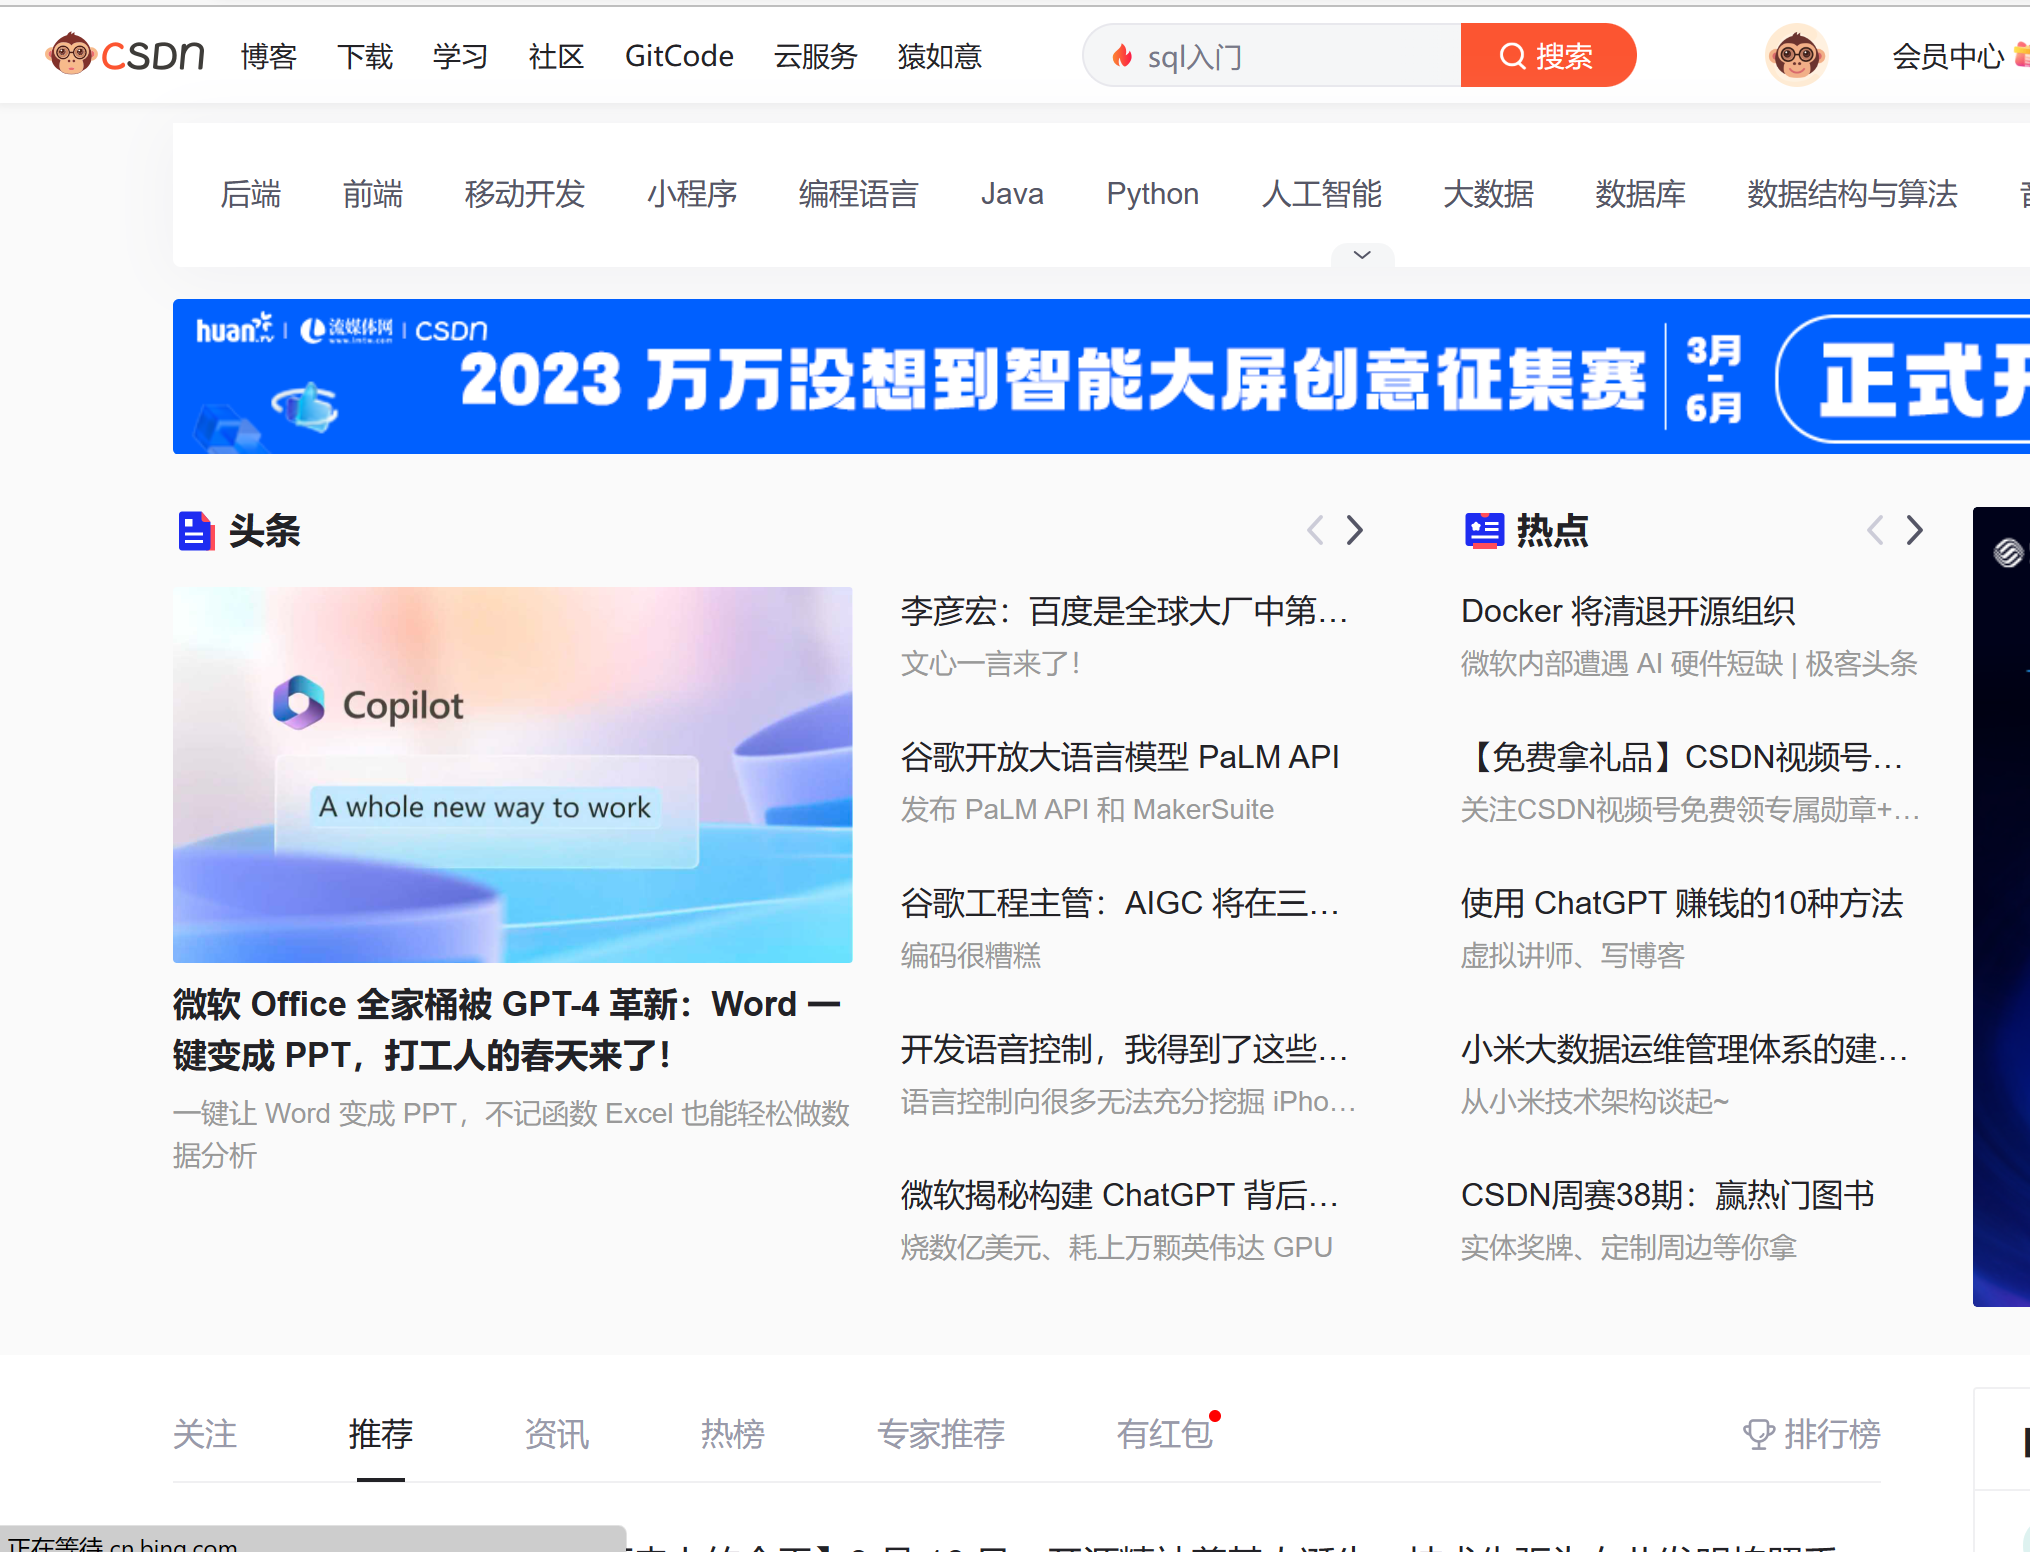 CSDN 博客 下载 学习 社区 GitCode 云服务 猿如意 sql入门 搜索 会员中心
后端 前端 移动开发 小程序 编程语言 Java Python 人工智能 大数据 数据库 数据结构与算法
huan.tv 流媒体网 www.lmtw.com CSDN
2023 万万没想到智能大屏创意征集赛 3月-6月 正式
头条
Copilot
A whole new way to work
微软 Office 全家桶被 GPT-4 革新：Word 一
键变成 PPT，打工人的春天来了！
一键让 Word 变成 PPT，不记函数 Excel 也能轻松做数
据分析
李彦宏：百度是全球大厂中第…
文心一言来了！
谷歌开放大语言模型 PaLM API
发布 PaLM API 和 MakerSuite
谷歌工程主管：AIGC 将在三…
编码很糟糕
开发语音控制，我得到了这些…
语言控制向很多无法充分挖掘 iPho…
微软揭秘构建 ChatGPT 背后…
烧数亿美元、耗上万颗英伟达 GPU
热点
Docker 将清退开源组织
微软内部遭遇 AI 硬件短缺 | 极客头条
【免费拿礼品】CSDN视频号…
关注CSDN视频号免费领专属勋章+…
使用 ChatGPT 赚钱的10种方法
虚拟讲师、写博客
小米大数据运维管理体系的建…
从小米技术架构谈起~
CSDN周赛38期：赢热门图书
实体奖牌、定制周边等你拿
关注 推荐 资讯 热榜 专家推荐 有红包 排行榜
正在等待 cn.bing.com